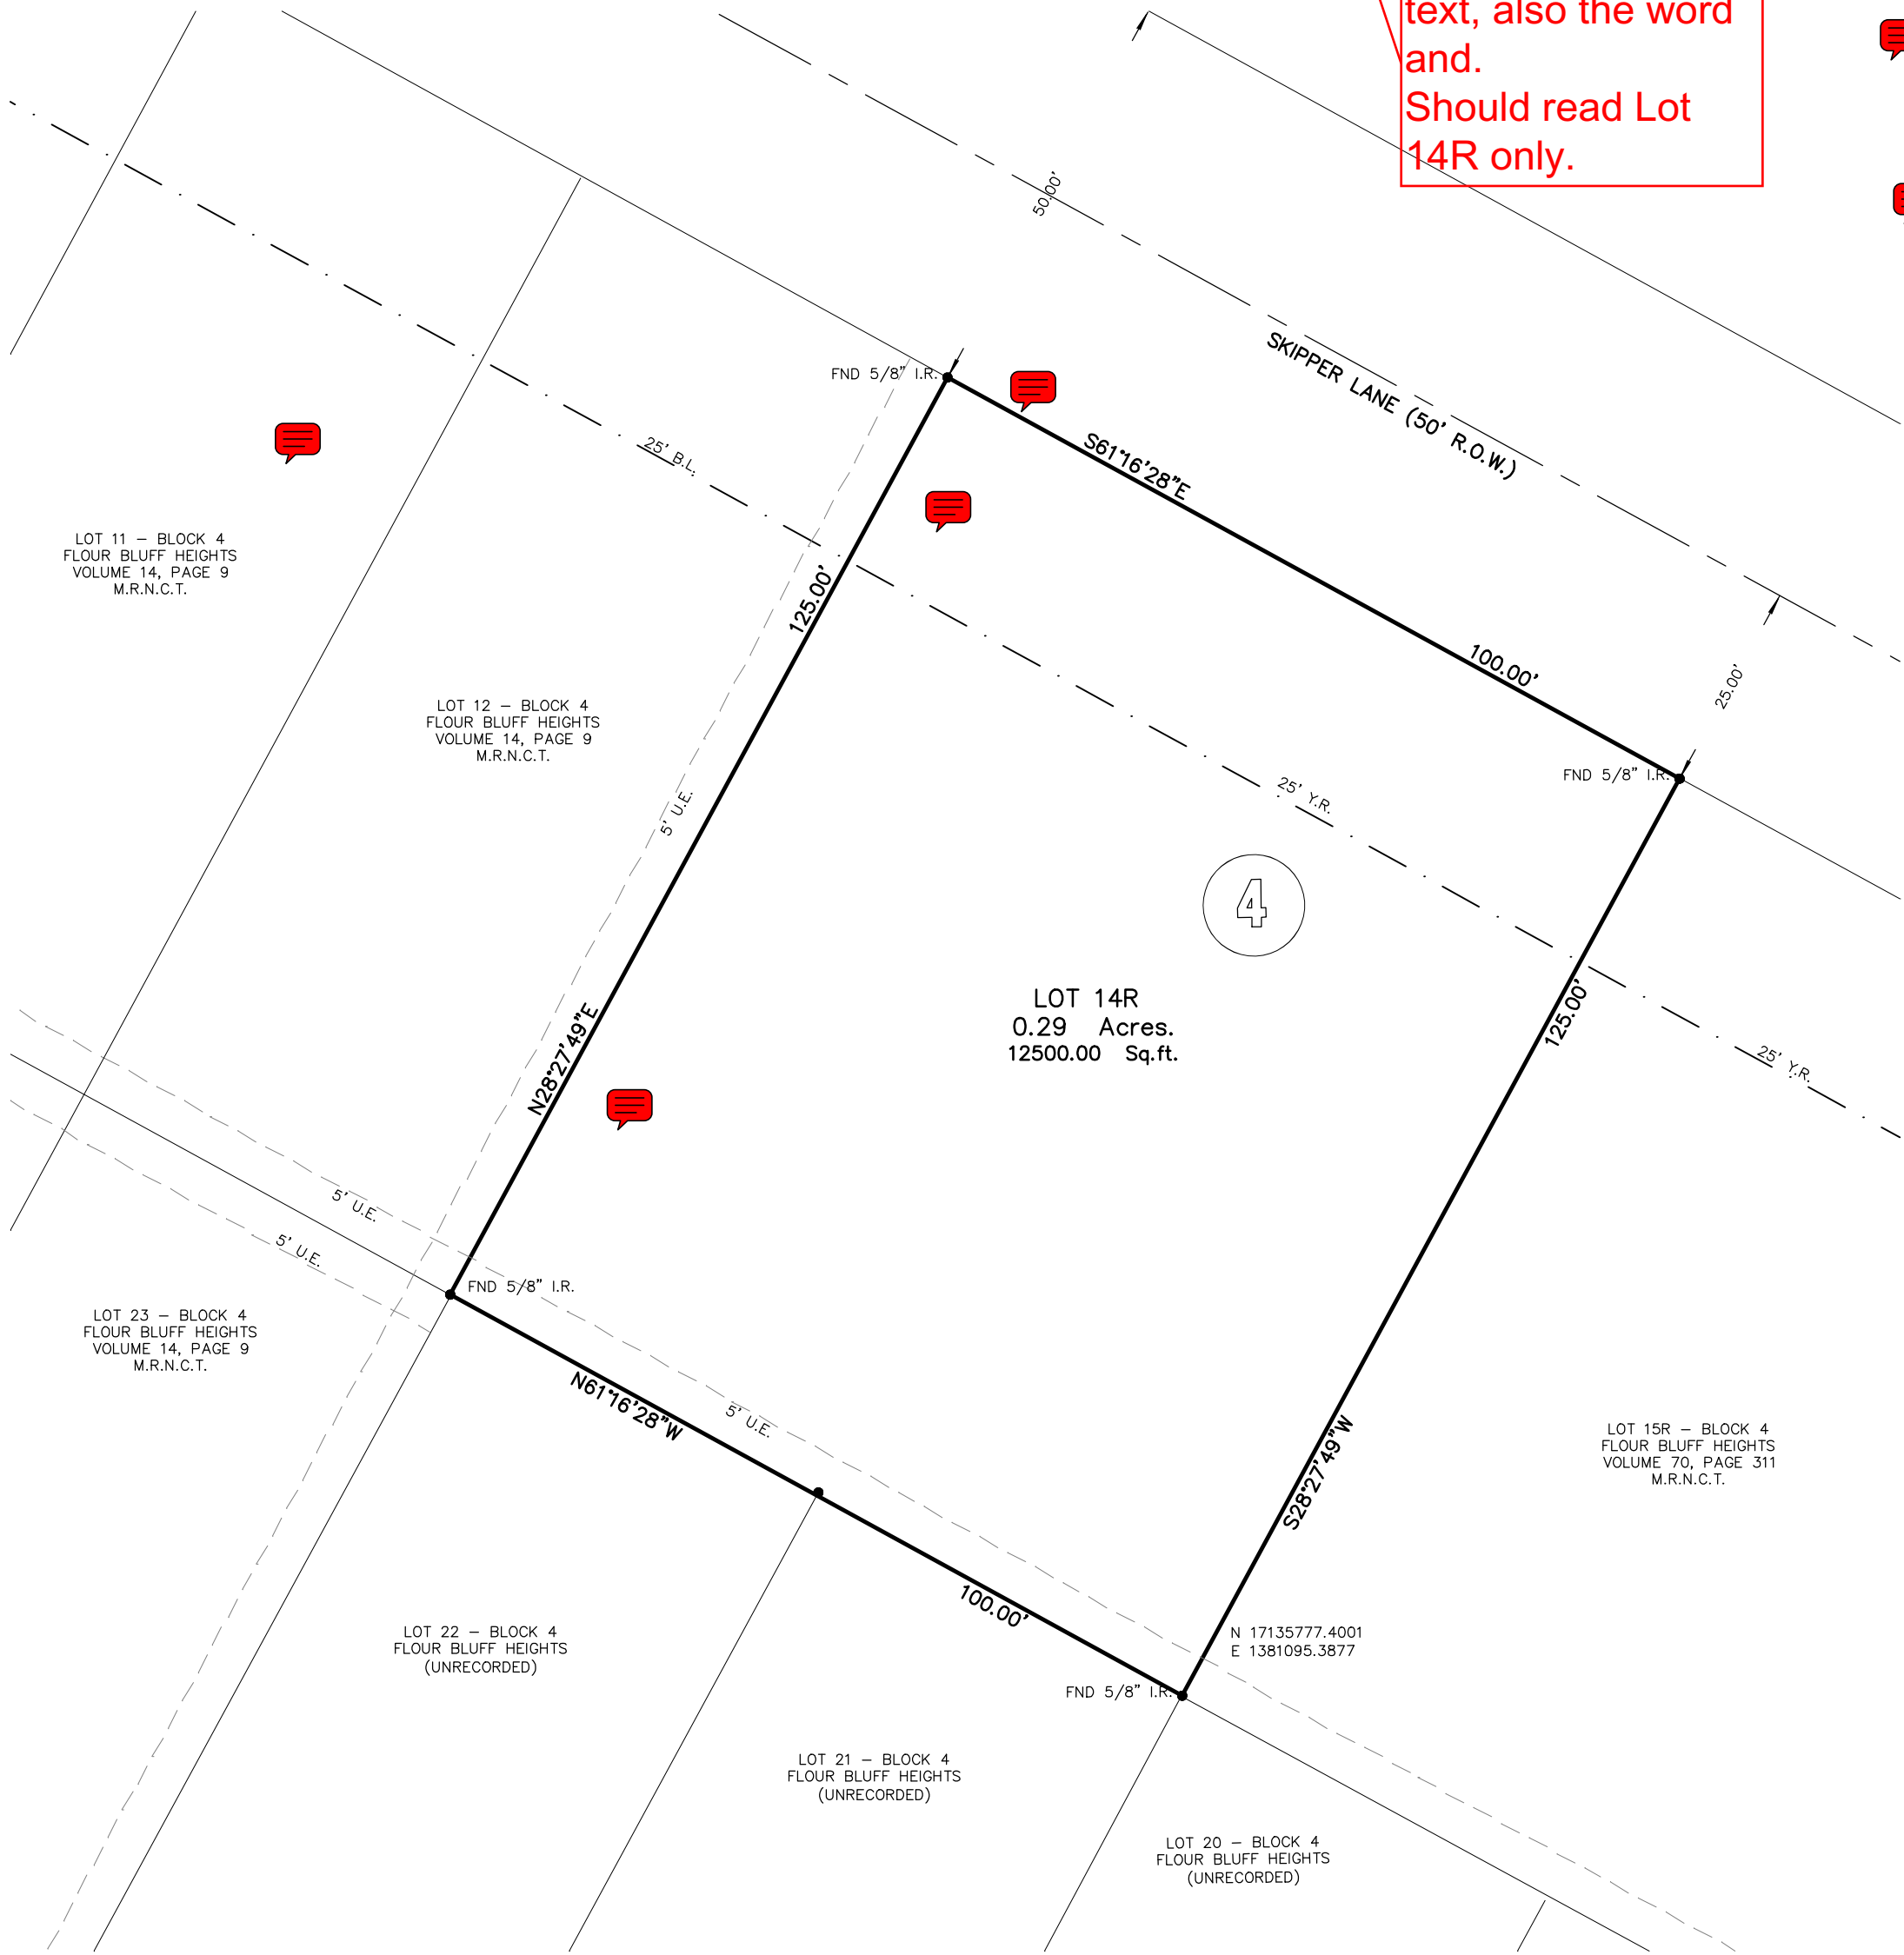 text, also the word
and.
Should read Lot
14R only.
50.00'
SKIPPER LANE (50' R.O.W.)
FND 5/8" I.R.
S61°16'28"E
25' B.L.
LOT 11 – BLOCK 4
FLOUR BLUFF HEIGHTS
VOLUME 14, PAGE 9
M.R.N.C.T.
125.00'
100.00'
25.00'
LOT 12 – BLOCK 4
FLOUR BLUFF HEIGHTS
VOLUME 14, PAGE 9
M.R.N.C.T.
FND 5/8" I.R.
5' U.E.
25' Y.R.
4
LOT 14R
0.29 Acres.
12500.00 Sq.ft.
125.00'
N28°27'49"E
25' Y.R.
5' U.E.
5' U.E.
FND 5/8" I.R.
LOT 23 – BLOCK 4
FLOUR BLUFF HEIGHTS
VOLUME 14, PAGE 9
M.R.N.C.T.
N61°16'28"W
5' U.E.
S28°27'49"W
LOT 15R – BLOCK 4
FLOUR BLUFF HEIGHTS
VOLUME 70, PAGE 311
M.R.N.C.T.
100.00'
N 17135777.4001
E 1381095.3877
LOT 22 – BLOCK 4
FLOUR BLUFF HEIGHTS
(UNRECORDED)
FND 5/8" I.R.
LOT 21 – BLOCK 4
FLOUR BLUFF HEIGHTS
(UNRECORDED)
LOT 20 – BLOCK 4
FLOUR BLUFF HEIGHTS
(UNRECORDED)